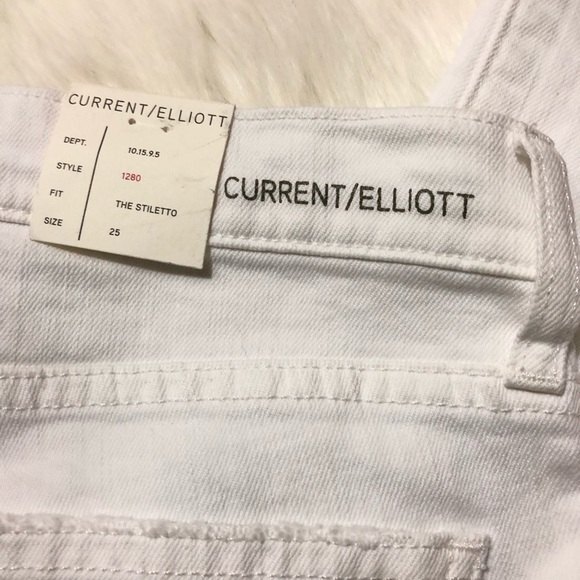 CURRENT/ELLIOTT
DEPT. 10.15.9.5
STYLE 1280
FIT THE STILETTO
SIZE 25
CURRENT/ELLIOTT